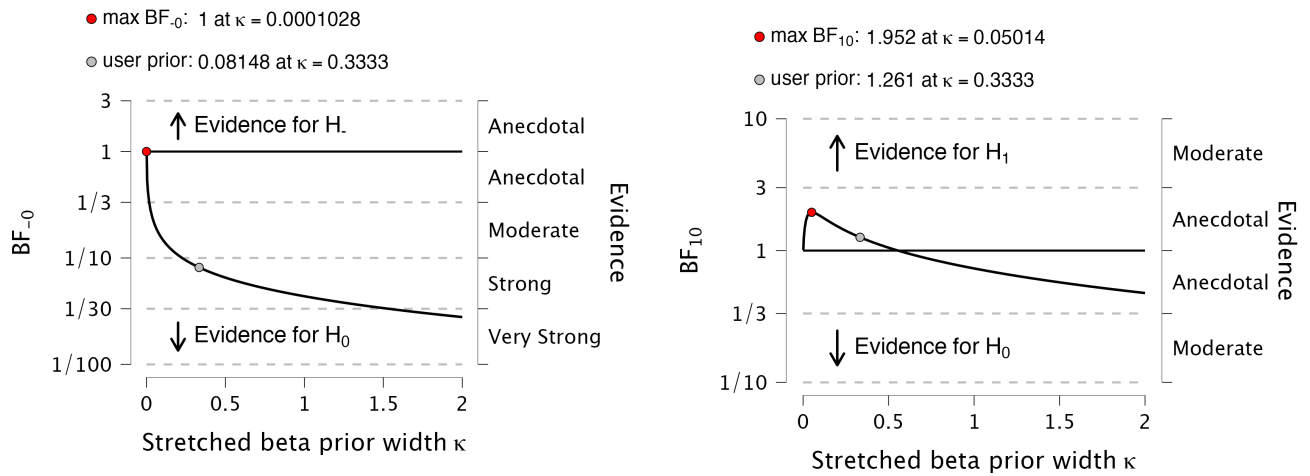 max BF-0: 1 at κ = 0.0001028
user prior: 0.08148 at κ = 0.3333
3
1
1/3
1/10
1/30
1/100
BF-0
Evidence for H-
Evidence for H0
Anecdotal
Anecdotal
Moderate
Strong
Very Strong
Evidence
0 0.5 1 1.5 2
Stretched beta prior width κ
max BF10: 1.952 at κ = 0.05014
user prior: 1.261 at κ = 0.3333
10
3
1
1/3
1/10
BF10
Evidence for H1
Evidence for H0
Moderate
Anecdotal
Anecdotal
Moderate
Evidence
0 0.5 1 1.5 2
Stretched beta prior width κ